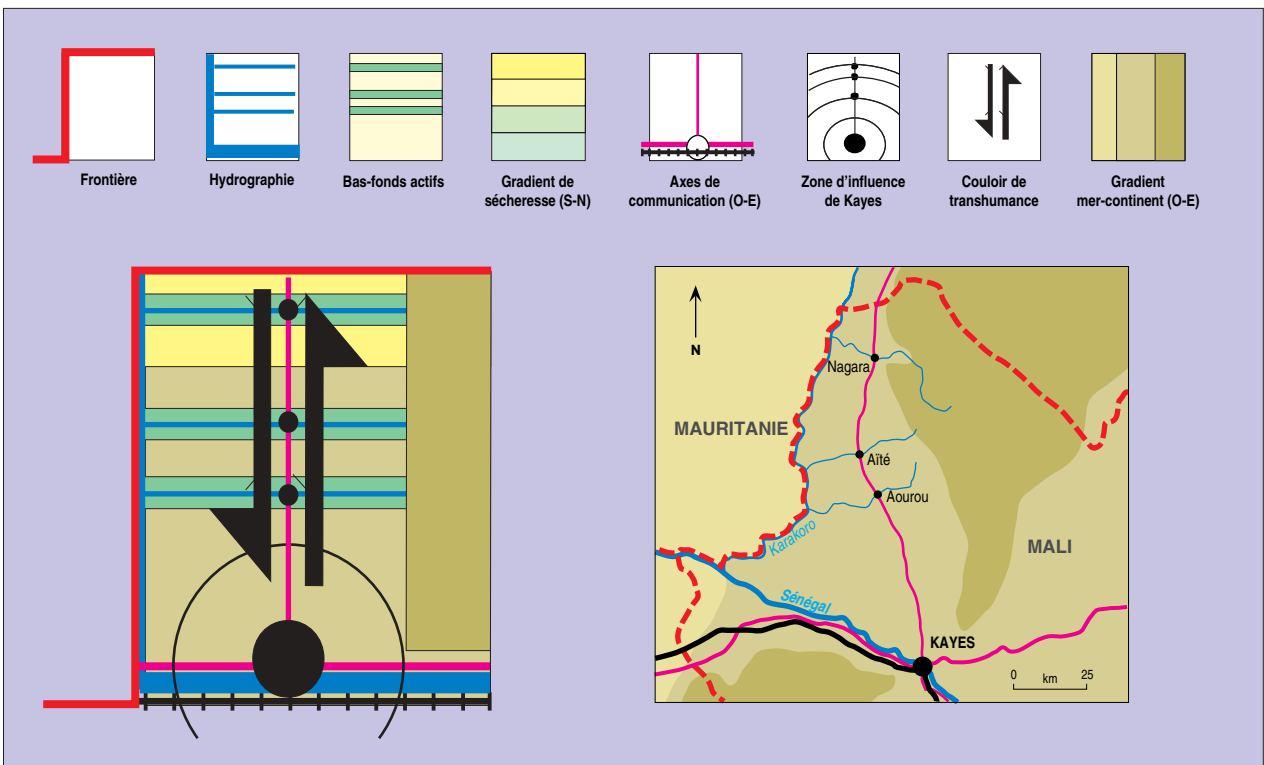 Frontière
Hydrographie
Bas-fonds actifs
Gradient de
sécheresse (S-N)
Axes de
communication (O-E)
Zone d'influence
de Kayes
Couloir de
transhumance
Gradient
mer-continent (O-E)
N
Nagara
MAURITANIE
Aïté
Aourou
Karakoro
MALI
Sénégal
KAYES
0 km 25